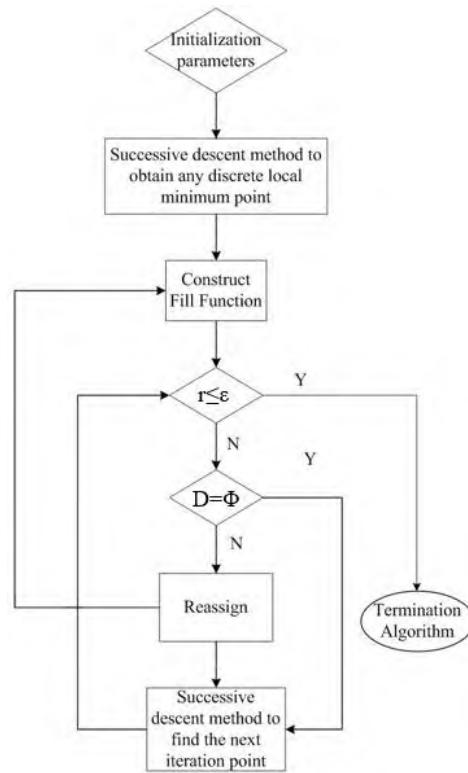 Initialization
parameters
Successive descent method to
obtain any discrete local
minimum point
Construct
Fill Function
r≤ε
Y
N
Y
D=Φ
N
Reassign
Termination
Algorithm
Successive
descent method to
find the next
iteration point